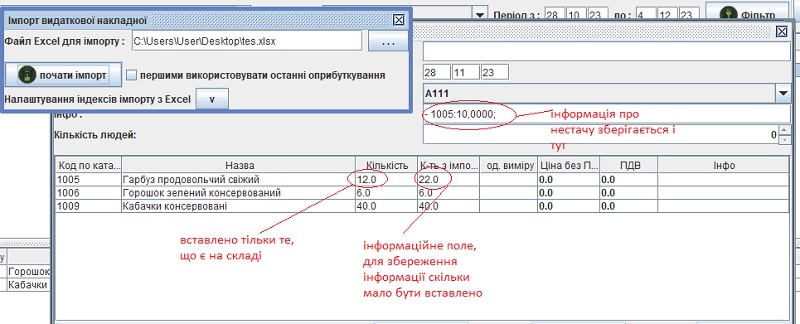 Імпорт видаткової накладної
Файл Excel для імпорту : C:\Users\User\Desktop\tes.xlsx ...
почати імпорт першими використовувати останні оприбуткування
Налаштування індексів імпорту з Excel v
Період з : 28 10 23 по : 4 12 23 Фільтр
28 11 23
А111
Інфо :
- 1005:10,0000;
інформація про
нестачу зберігається і
тут
Кількість людей: 0
Код по ката... Назва Кількість К-ть з імпо... од. виміру Ціна без П... ПДВ Інфо
1005 Гарбуз продовольчий свіжий 12.0 22.0 0.0 0.0
1006 Горошок зелений консервований 6.0 6.0 0.0 0.0
1009 Кабачки консервовані 40.0 40.0 0.0 0.0
вставлено тільки те,
що є на складі
інформаційне поле,
для збереження
інформації скільки
мало бути вставлено
у
Горошок
Кабачки